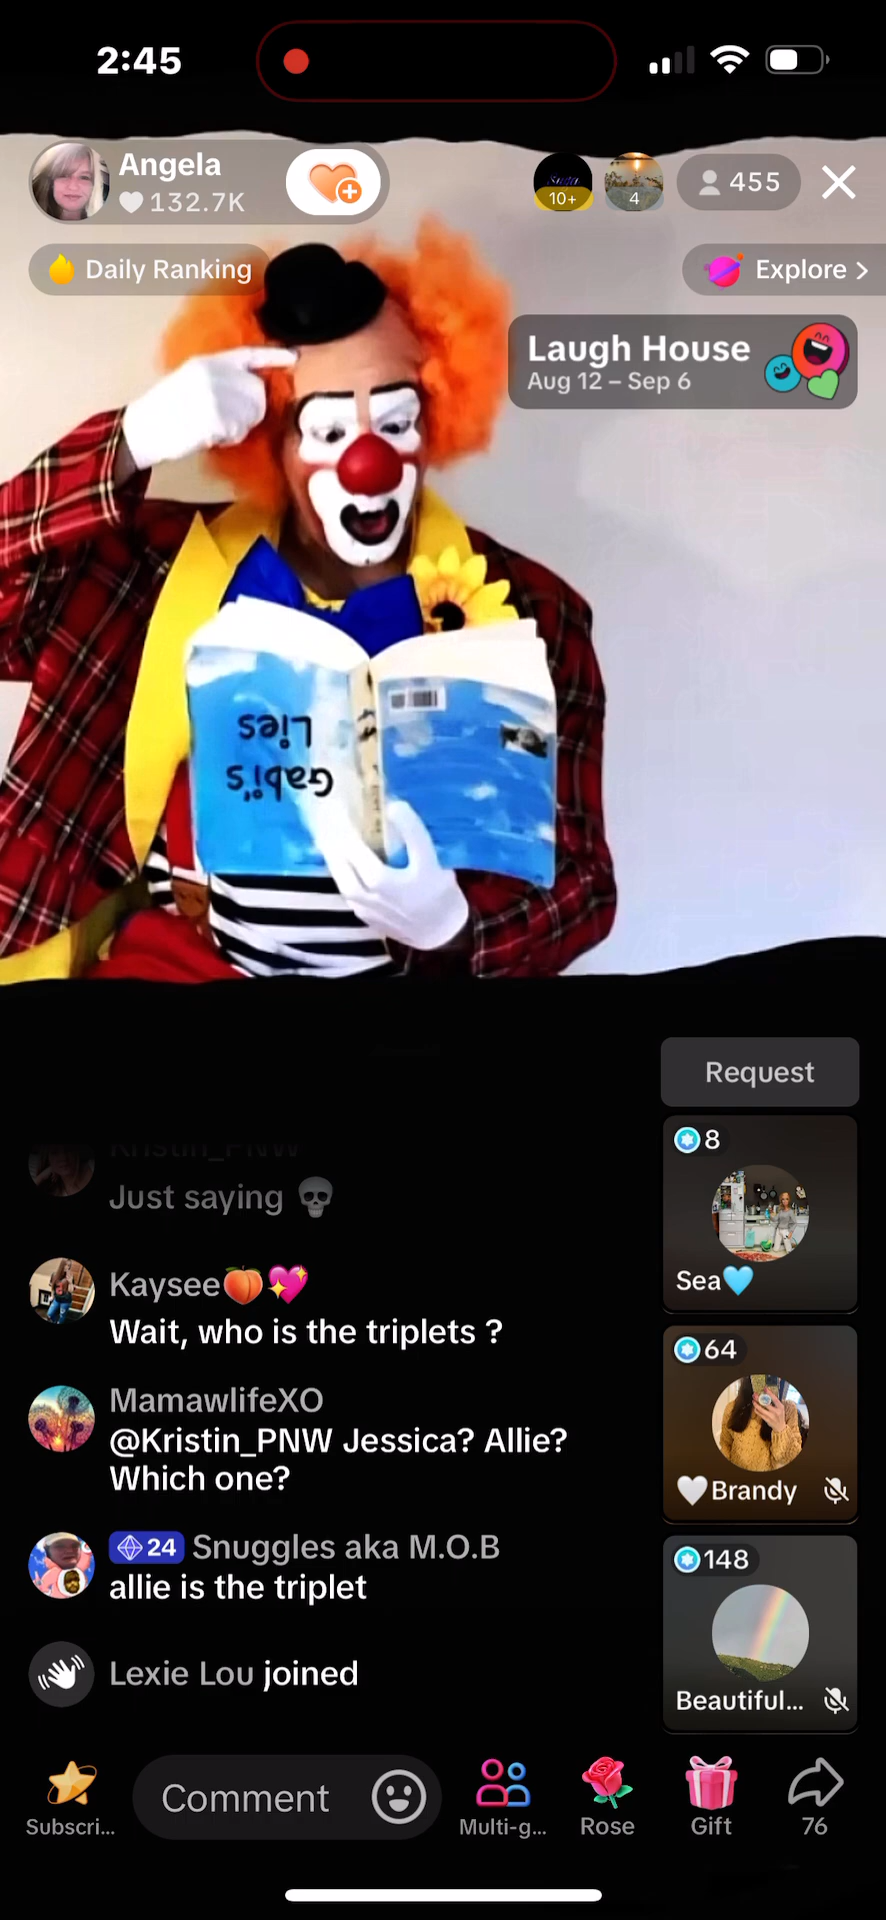 2:45
Angela
132.7K
10+
4
455
Daily Ranking
Explore >
Laugh House
Aug 12 – Sep 6
Gabi's
Lies
Request
Kristin_PNW
Just saying 💀
8
Sea🩵
Kaysee🍑💖
Wait, who is the triplets ?
64
🤍Brandy
MamawlifeXO
@Kristin_PNW Jessica? Allie?
Which one?
24 Snuggles aka M.O.B
allie is the triplet
148
Beautiful...
Lexie Lou joined
Subscri...
Comment
Multi-g...
Rose
Gift
76